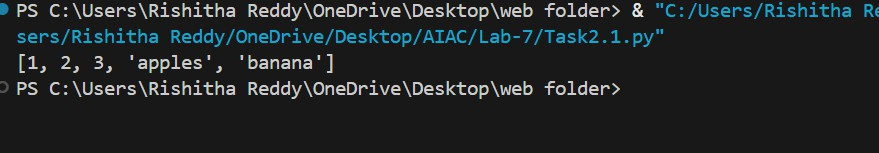 PS C:\Users\Rishitha Reddy\OneDrive\Desktop\web folder> & "C:/Users/Rishitha Re
sers/Rishitha Reddy/OneDrive/Desktop/AIAC/Lab-7/Task2.1.py"
[1, 2, 3, 'apples', 'banana']
PS C:\Users\Rishitha Reddy\OneDrive\Desktop\web folder>